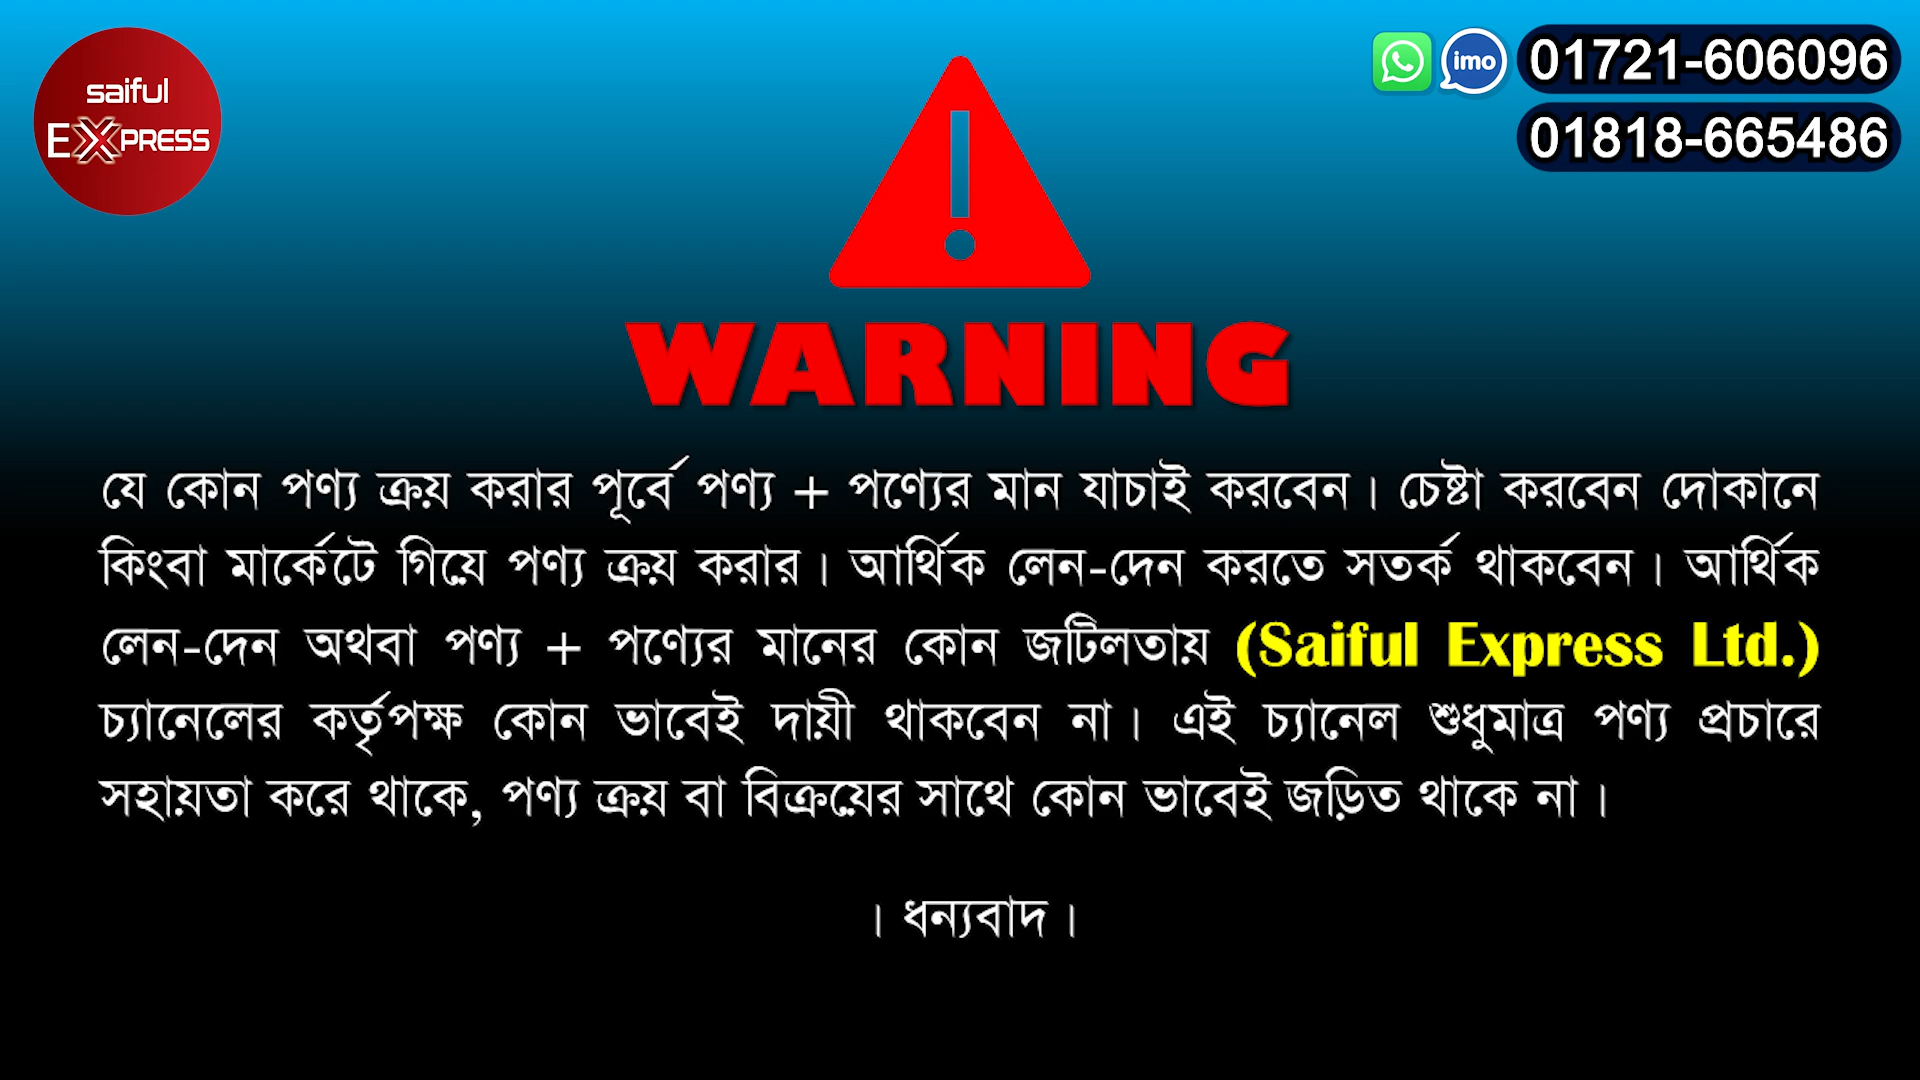 saiful
EXPRESS
imo 01721-606096
01818-665486
WARNING
যে কোন পণ্য ক্রয় করার পূর্বে পণ্য + পণ্যের মান যাচাই করবেন। চেষ্টা করবেন দোকানে
কিংবা মার্কেটে গিয়ে পণ্য ক্রয় করার। আর্থিক লেন-দেন করতে সতর্ক থাকবেন। আর্থিক
লেন-দেন অথবা পণ্য + পণ্যের মানের কোন জটিলতায় (Saiful Express Ltd.)
চ্যানেলের কর্তৃপক্ষ কোন ভাবেই দায়ী থাকবেন না। এই চ্যানেল শুধুমাত্র পণ্য প্রচারে
সহায়তা করে থাকে, পণ্য ক্রয় বা বিক্রয়ের সাথে কোন ভাবেই জড়িত থাকে না।
। ধন্যবাদ ।